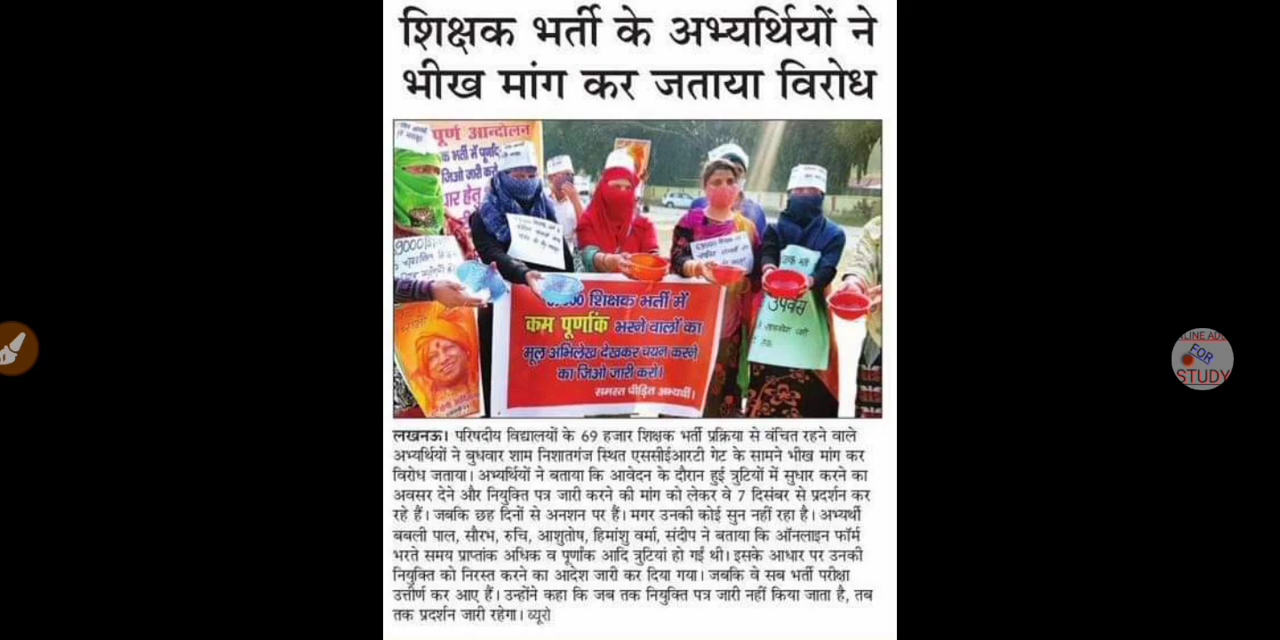 शिक्षक भर्ती के अभ्यर्थियों ने
भीख मांग कर जताया विरोध
पूर्ण आन्दोलन
भर्ती में
जिओ जारी करो
हेतु
69000 शिक्षक भर्ती में
कम पूर्णांक भरने वालों का
मूल अभिलेख देखकर चयन करने
का जिओ जारी करो।
समस्त पीड़ित अभ्यर्थी।
लखनऊ। परिषदीय विद्यालयों के 69 हजार शिक्षक भर्ती प्रक्रिया से वंचित रहने वाले
अभ्यर्थियों ने बुधवार शाम निशातगंज स्थित एससीईआरटी गेट के सामने भीख मांग कर
विरोध जताया। अभ्यर्थियों ने बताया कि आवेदन के दौरान हुई त्रुटियों में सुधार करने का
अवसर देने और नियुक्ति पत्र जारी करने की मांग को लेकर वे 7 दिसंबर से प्रदर्शन कर
रहे हैं। जबकि छह दिनों से अनशन पर हैं। मगर उनकी कोई सुन नहीं रहा है। अभ्यर्थी
बबली पाल, सौरभ, रुचि, आशुतोष, हिमांशु वर्मा, संदीप ने बताया कि ऑनलाइन फॉर्म
भरते समय प्राप्तांक अधिक व पूर्णांक आदि त्रुटियां हो गईं थी। इसके आधार पर उनकी
नियुक्ति को निरस्त करने का आदेश जारी कर दिया गया। जबकि वे सब भर्ती परीक्षा
उत्तीर्ण कर आए हैं। उन्होंने कहा कि जब तक नियुक्ति पत्र जारी नहीं किया जाता है, तब
तक प्रदर्शन जारी रहेगा। ब्यूरो
FOR
STUDY